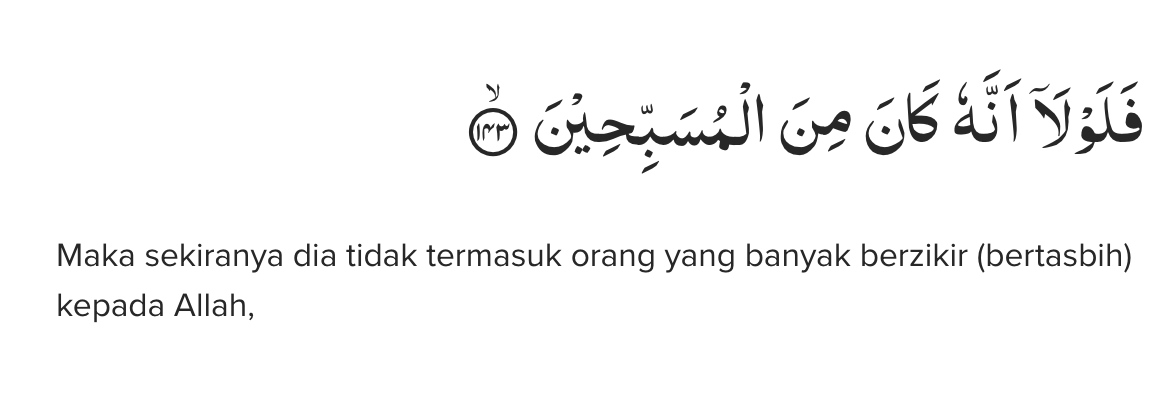 فَلَوْلَآ اَنَّهٗ كَانَ مِنَ الْمُسَبِّحِيْنَ ۙ ١٤٣
Maka sekiranya dia tidak termasuk orang yang banyak berzikir (bertasbih)
kepada Allah,